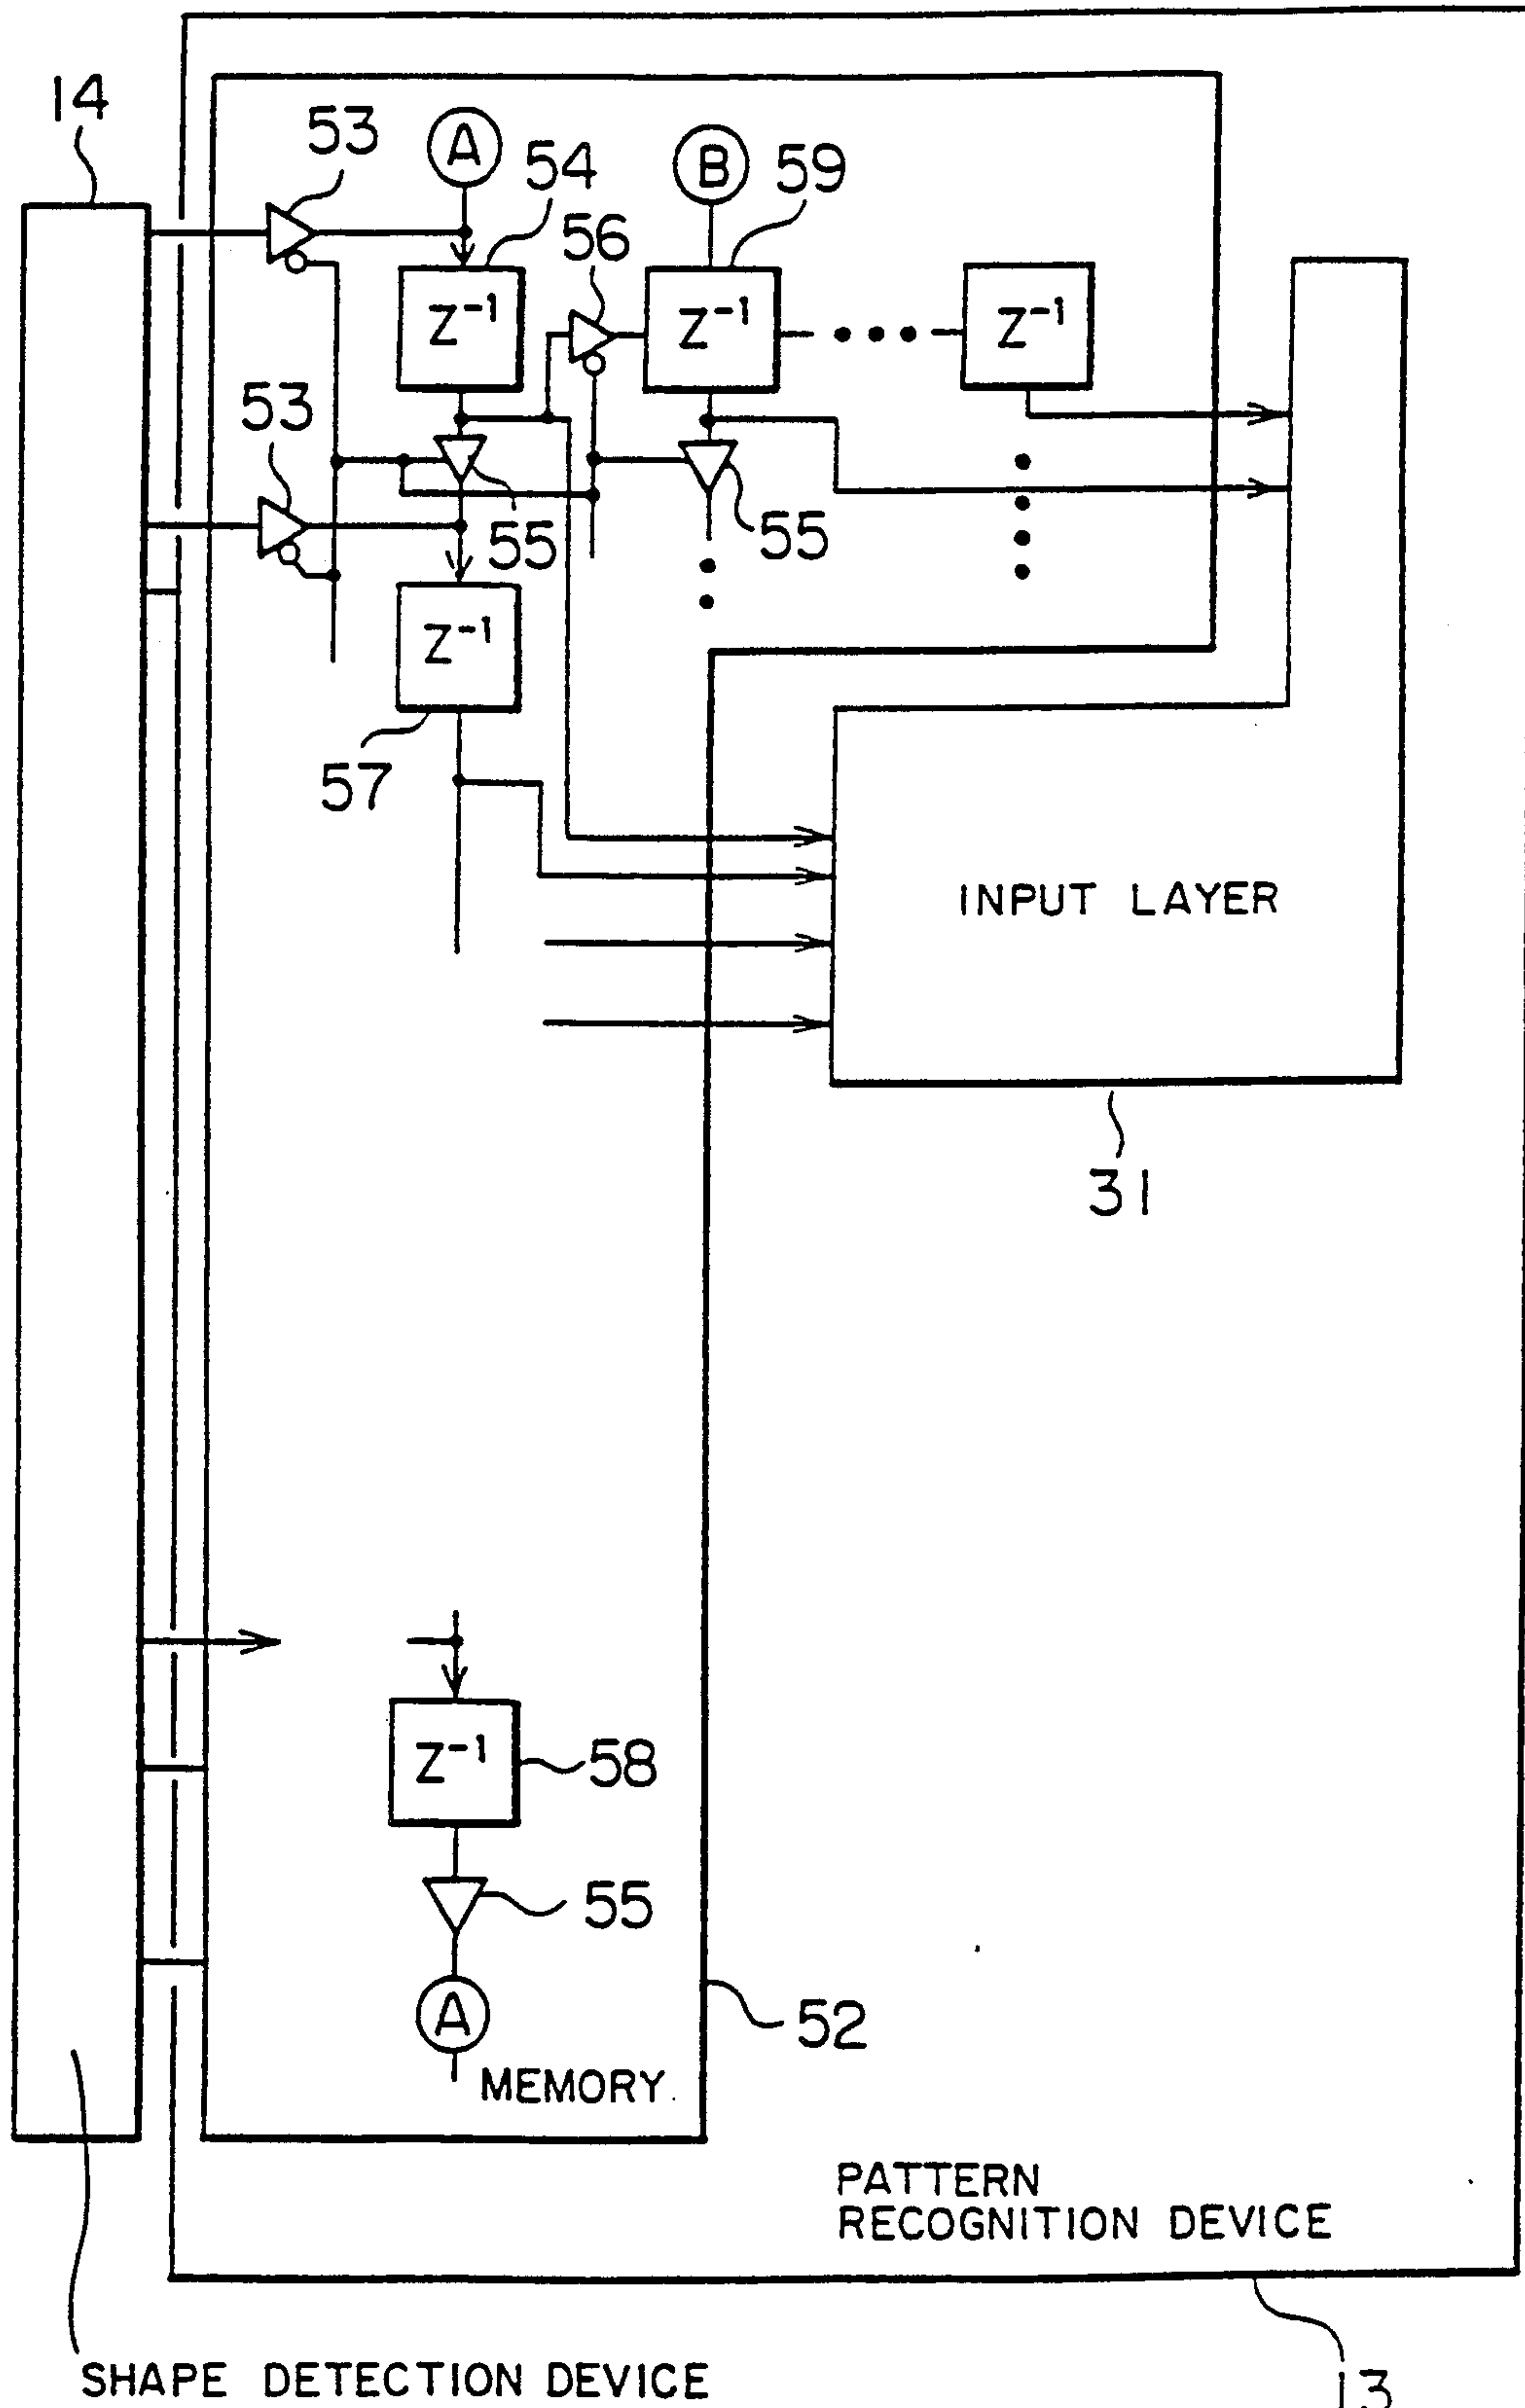 14
53
A
54
B
59
56
Z⁻¹
Z⁻¹
Z⁻¹
53
55
55
Z⁻¹
57
INPUT LAYER
31
Z⁻¹
58
55
A
52
MEMORY
PATTERN
RECOGNITION DEVICE
SHAPE DETECTION DEVICE
13